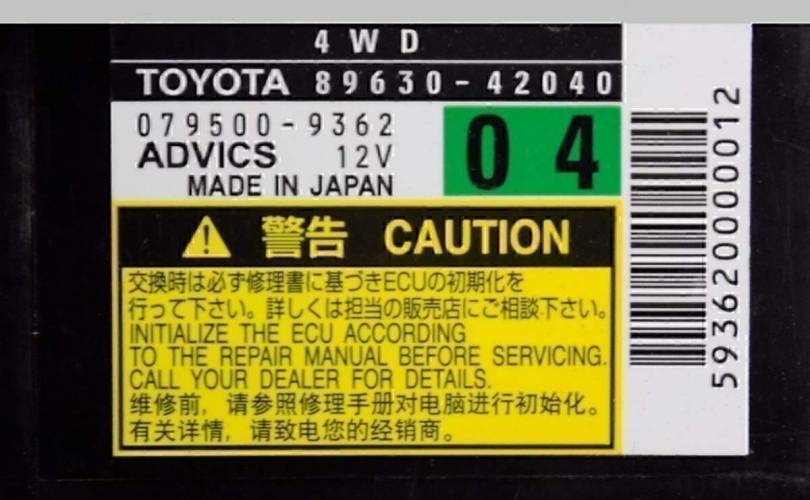 4WD
TOYOTA 89630-42040
079500-9362
ADVICS 12V
MADE IN JAPAN
04
警告 CAUTION
交換時は必ず修理書に基づきECUの初期化を
行って下さい。詳しくは担当の販売店にご相談下さい。
INITIALIZE THE ECU ACCORDING
TO THE REPAIR MANUAL BEFORE SERVICING.
CALL YOUR DEALER FOR DETAILS.
维修前，请参照修理手册对电脑进行初始化。
有关详情，请致电您的经销商。
59362000000012